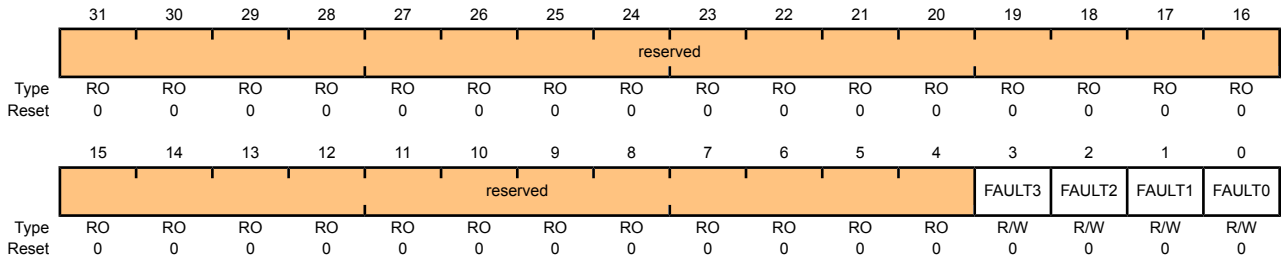 31 30 29 28 27 26 25 24 23 22 21 20 19 18 17 16
reserved
Type RO RO RO RO RO RO RO RO RO RO RO RO RO RO RO RO
Reset 0 0 0 0 0 0 0 0 0 0 0 0 0 0 0 0
15 14 13 12 11 10 9 8 7 6 5 4 3 2 1 0
reserved FAULT3 FAULT2 FAULT1 FAULT0
Type RO RO RO RO RO RO RO RO RO RO RO RO R/W R/W R/W R/W
Reset 0 0 0 0 0 0 0 0 0 0 0 0 0 0 0 0